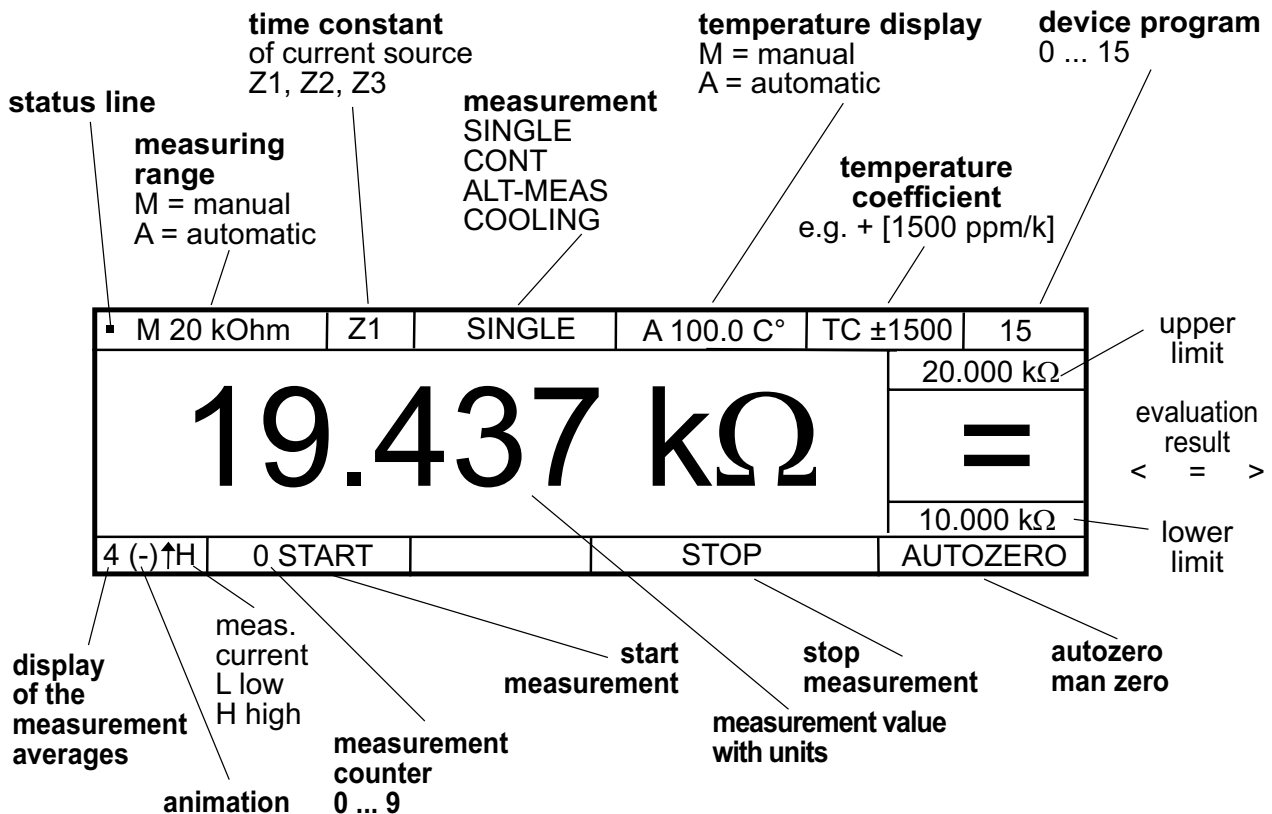 time constant
of current source
Z1, Z2, Z3
temperature display
M = manual
A = automatic
device program
0 ... 15
status line
measuring
range
M = manual
A = automatic
measurement
SINGLE
CONT
ALT-MEAS
COOLING
temperature
coefficient
e.g. + [1500 ppm/k]
M 20 kOhm Z1 SINGLE A 100.0 C° TC ±1500 15
20.000 kΩ
upper
limit
19.437 kΩ
=
evaluation
result
< = >
10.000 kΩ
lower
limit
4 (-)↑H 0 START STOP AUTOZERO
display
of the
measurement
averages
meas.
current
L low
H high
start
measurement
stop
measurement
autozero
man zero
measurement value
with units
measurement
counter
0 ... 9
animation